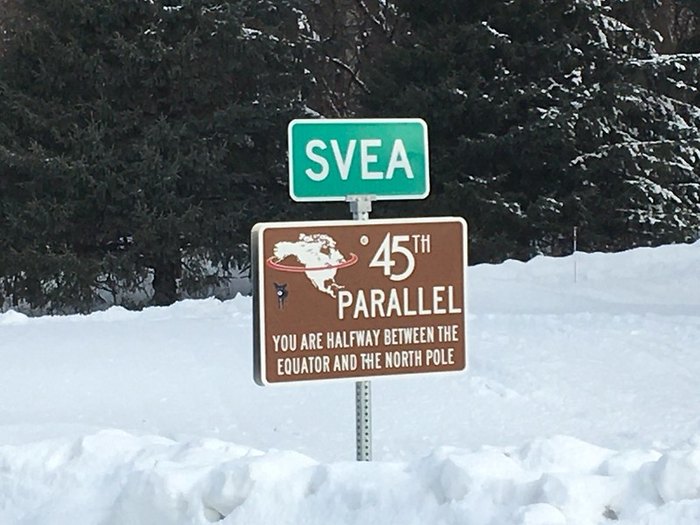 SVEA
° 45TH
PARALLEL
YOU ARE HALFWAY BETWEEN THE
EQUATOR AND THE NORTH POLE